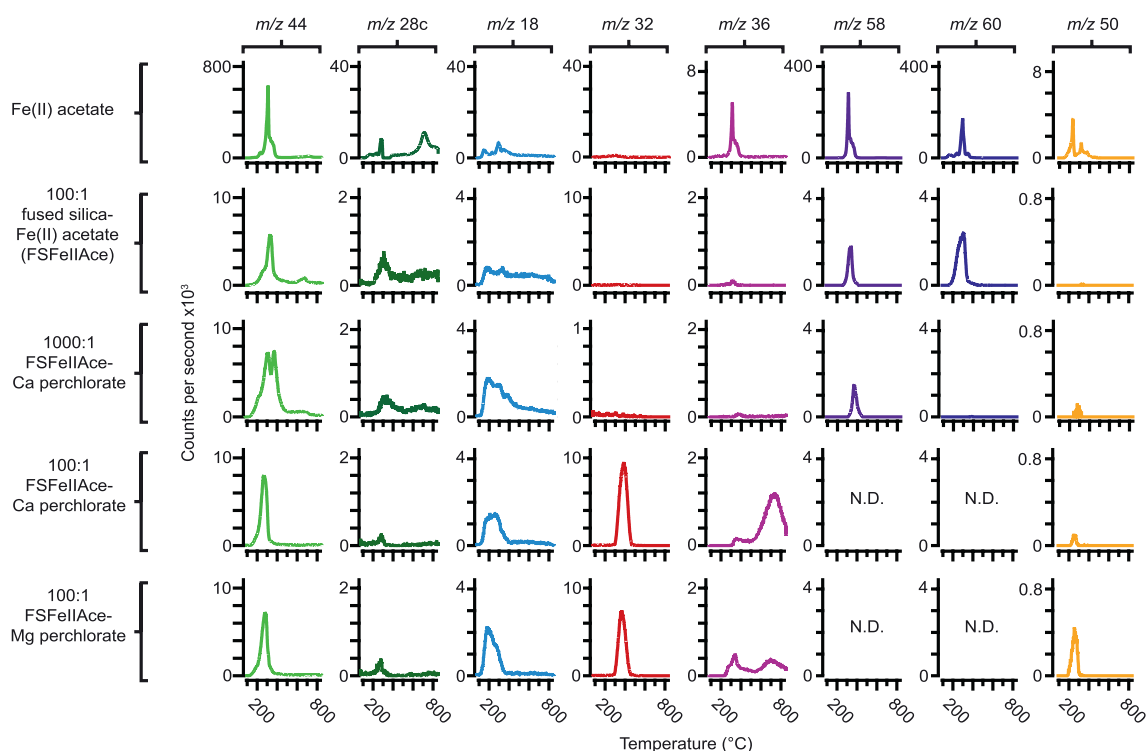 m/z 44 m/z 28c m/z 18 m/z 32 m/z 36 m/z 58 m/z 60 m/z 50
Fe(II) acetate
800 40 40 40 8 400 400 8
0 0 0 0 0 0 0 0
100:1
fused silica-
Fe(II) acetate
(FSFeIIAce)
10 2 4 10 2 4 4 0.8
0 0 0 0 0 0 0 0
1000:1
FSFeIIAce-
Ca perchlorate
10 2 4 1 2 4 4 0.8
0 0 0 0 0 0 0 0
100:1
FSFeIIAce-
Ca perchlorate
10 2 4 10 2 4 4 0.8
N.D. N.D.
0 0 0 0 0 0 0 0
100:1
FSFeIIAce-
Mg perchlorate
10 2 4 10 2 4 4 0.8
N.D. N.D.
0 0 0 0 0 0 0 0
Counts per second x10³
200 800 200 800 200 800 200 800 200 800 200 800 200 800 200 800
Temperature (°C)